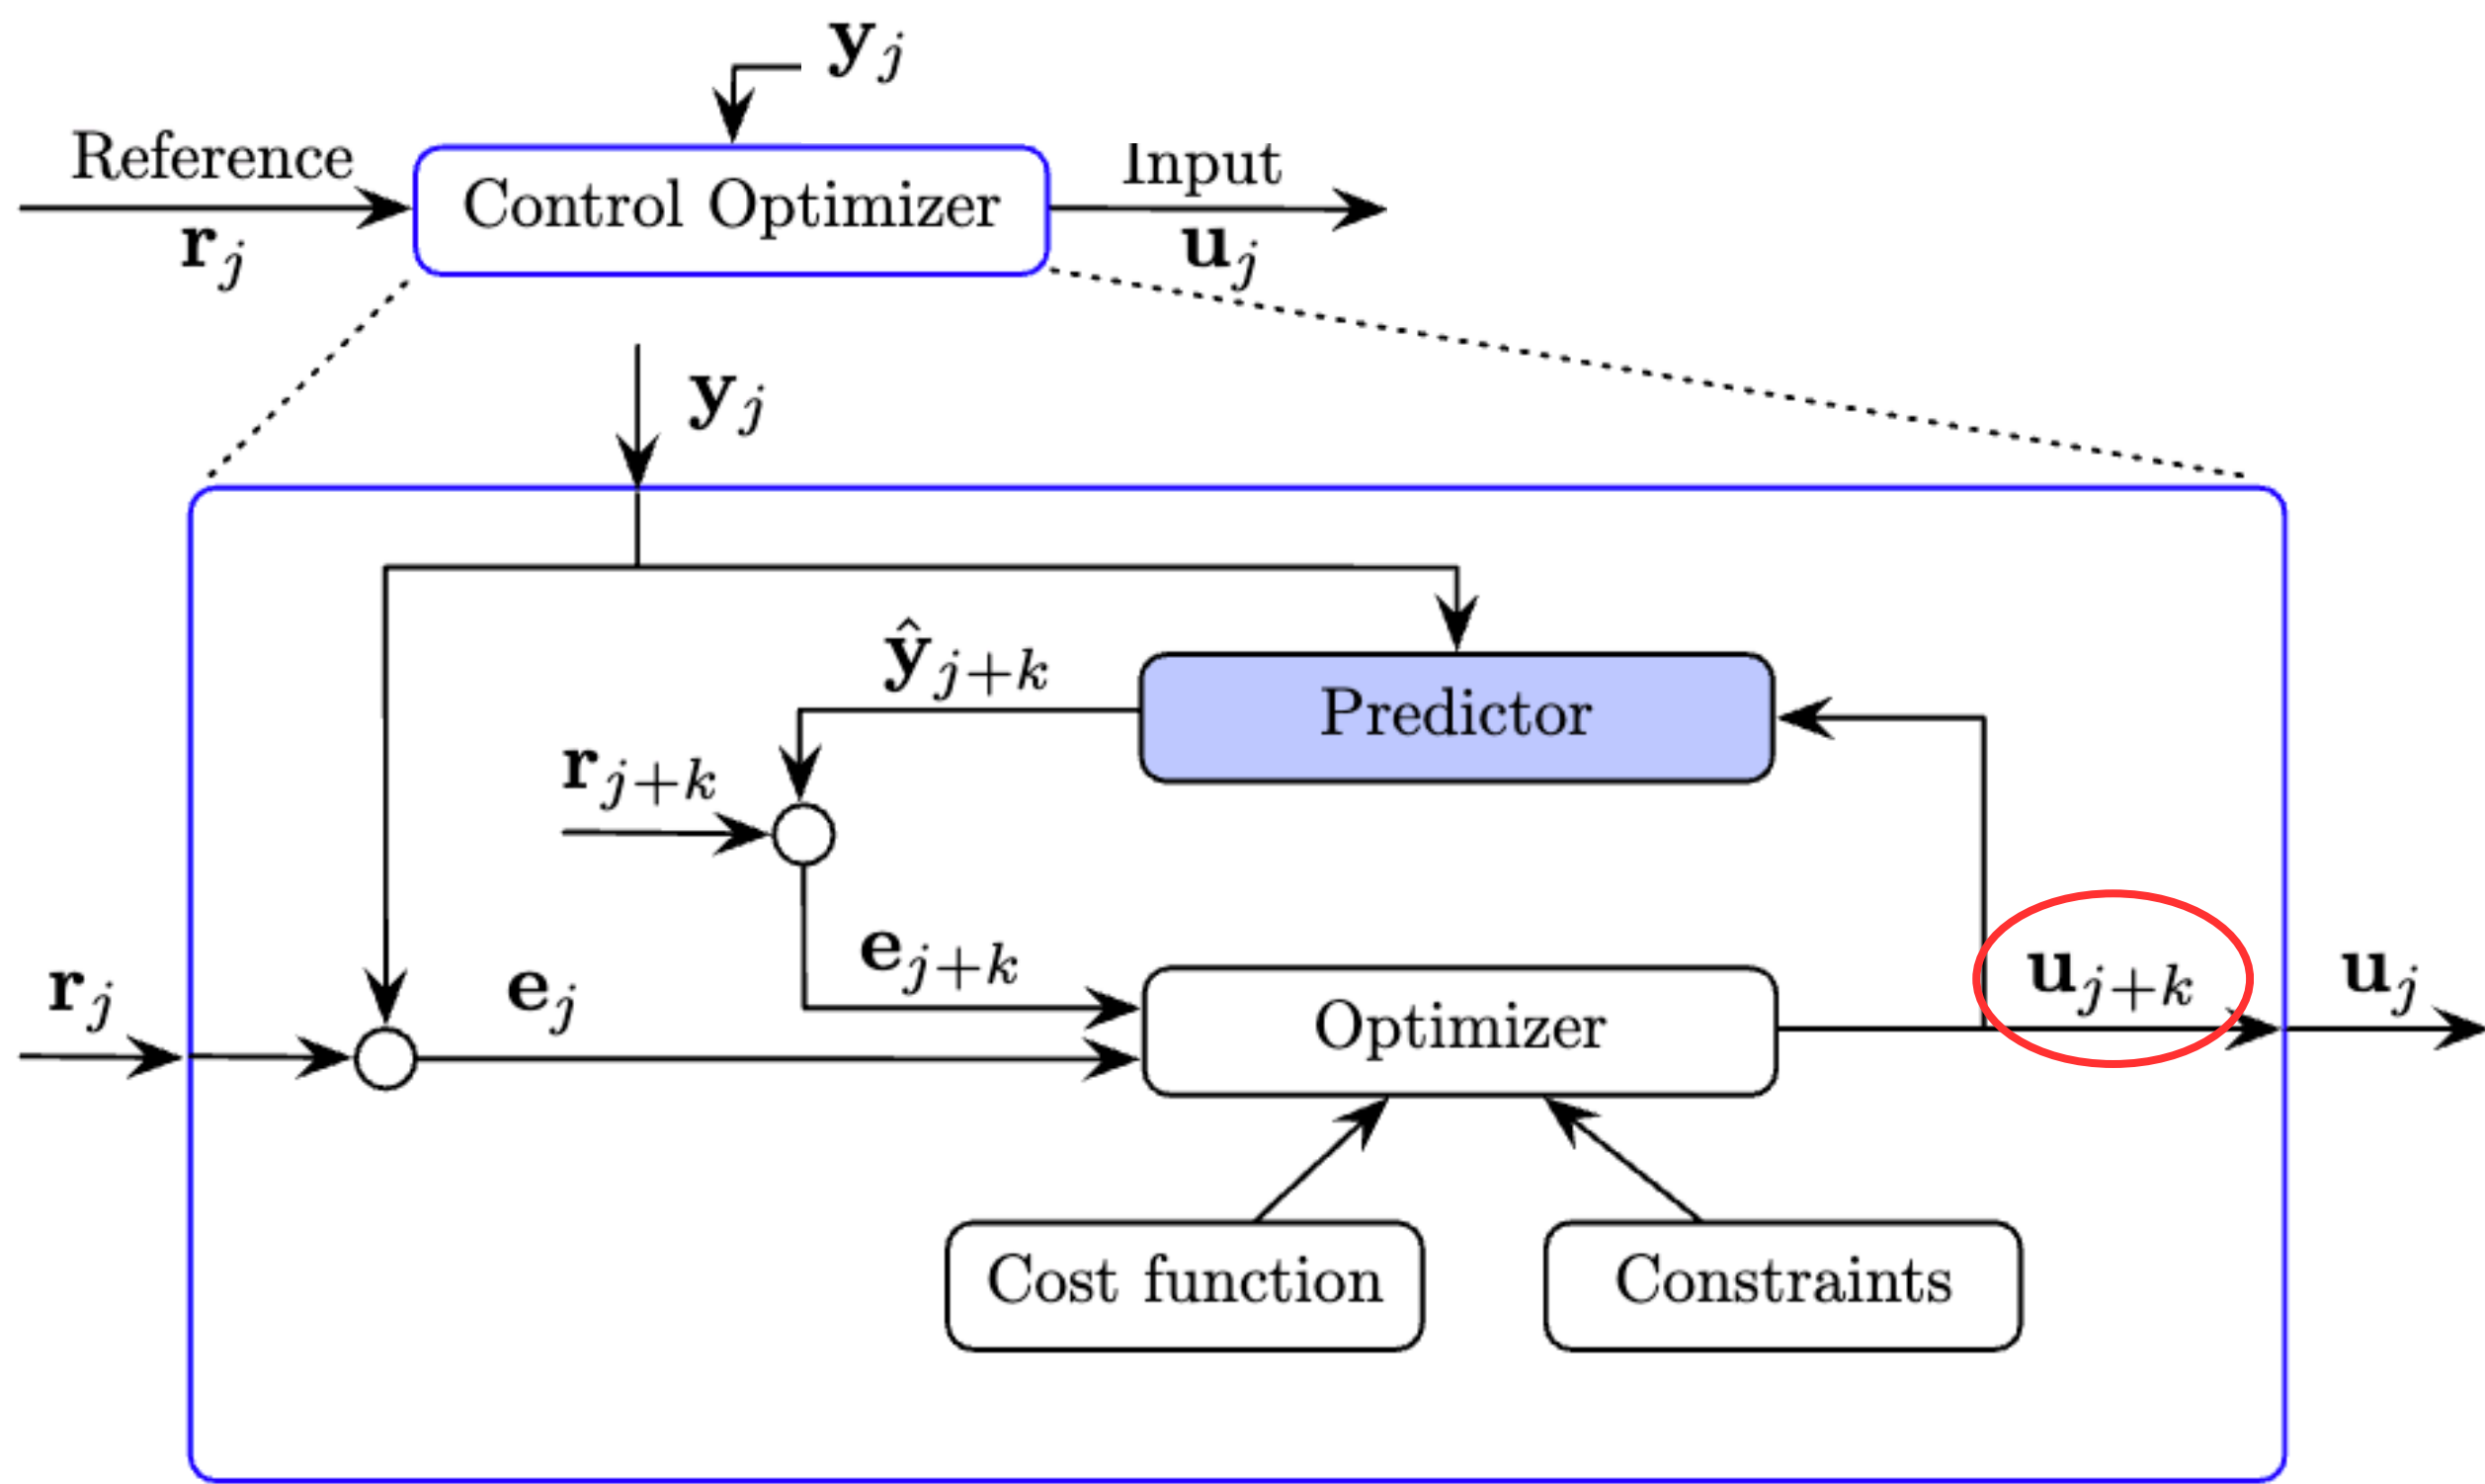 y_j
Reference
Control Optimizer
Input
r_j
u_j
y_j
ŷ_{j+k}
Predictor
r_{j+k}
e_{j+k}
u_{j+k}
u_j
r_j
e_j
Optimizer
Cost function
Constraints